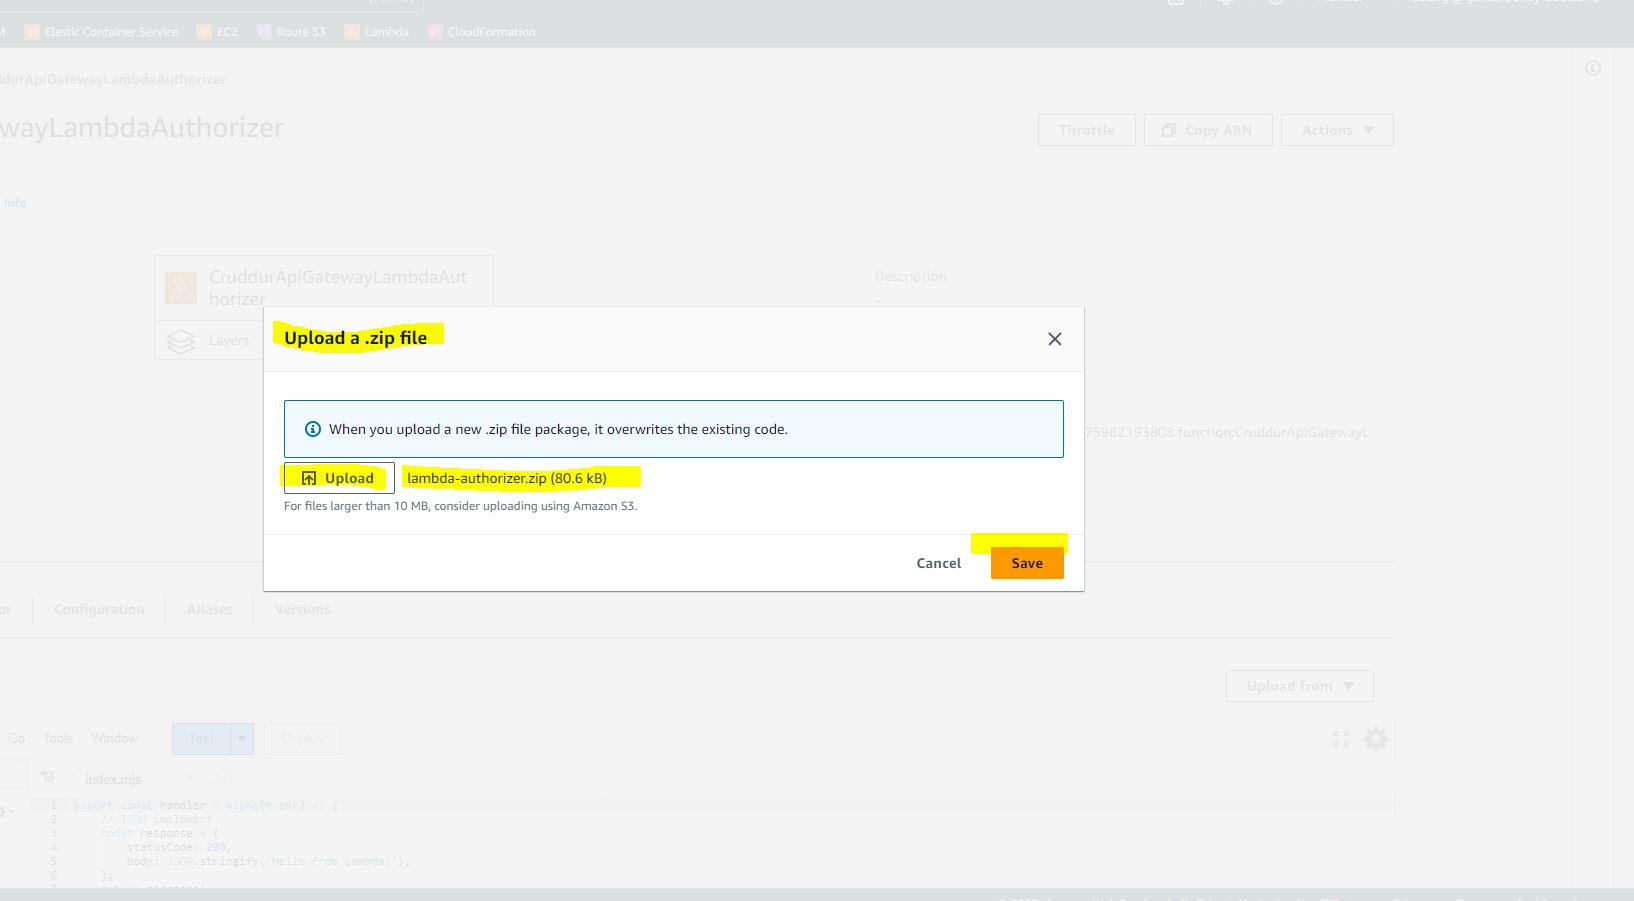 Elastic Container Service EC2 Route 53 Lambda CloudFormation
durApiGatewayLambdaAuthorizer
wayLambdaAuthorizer
Throttle Copy ARN Actions
Info
CruddurApiGatewayLambdaAut
horizer
Description
-
Layers
Upload a .zip file
When you upload a new .zip file package, it overwrites the existing code.
75982193808:function:CruddurApiGatewayL
Upload lambda-authorizer.zip (80.6 kB)
For files larger than 10 MB, consider uploading using Amazon S3.
Cancel Save
or Configuration Aliases Versions
Upload from
Go Tools Window Test Deploy
index.mjs
1 export const handler = async(event) => {
2 // TODO implement
3 const response = {
4 statusCode: 200,
5 body: JSON.stringify('Hello from Lambda!'),
6 };